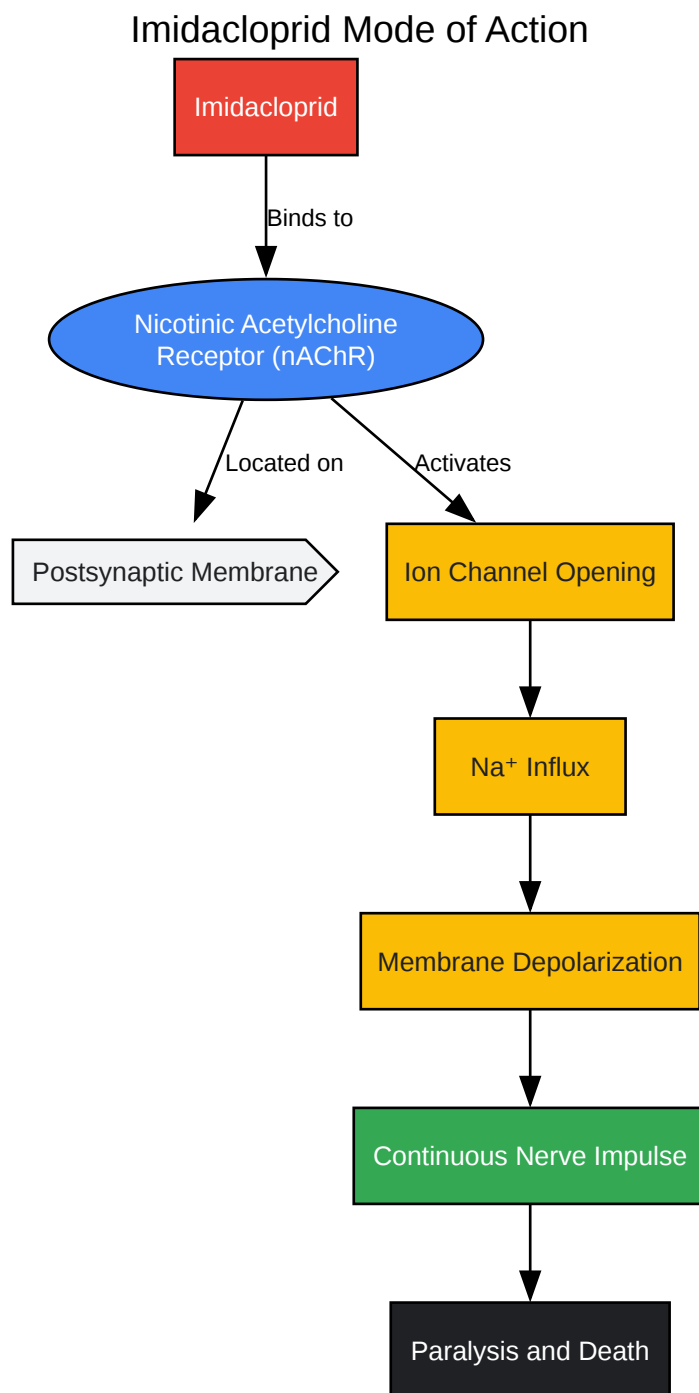 Imidacloprid Mode of Action
Imidacloprid
Binds to
Nicotinic Acetylcholine
Receptor (nAChR)
Located on
Activates
Postsynaptic Membrane
Ion Channel Opening
Na⁺ Influx
Membrane Depolarization
Continuous Nerve Impulse
Paralysis and Death